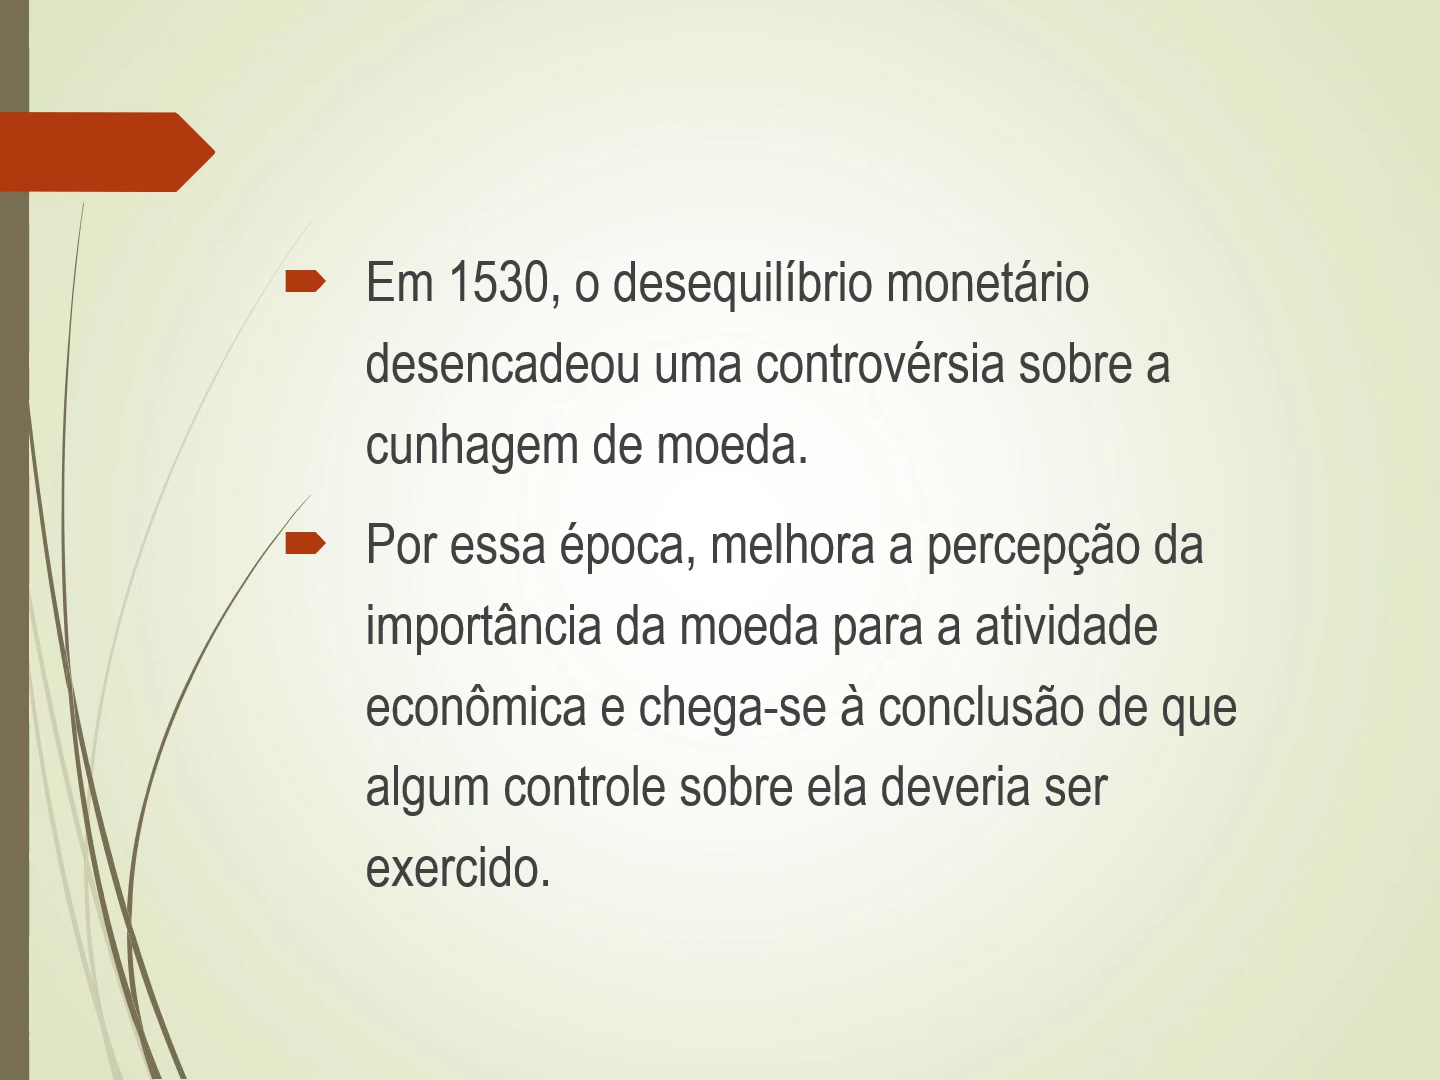 Em 1530, o desequilíbrio monetário
desencadeou uma controvérsia sobre a
cunhagem de moeda.
Por essa época, melhora a percepção da
importância da moeda para a atividade
econômica e chega-se à conclusão de que
algum controle sobre ela deveria ser
exercido.